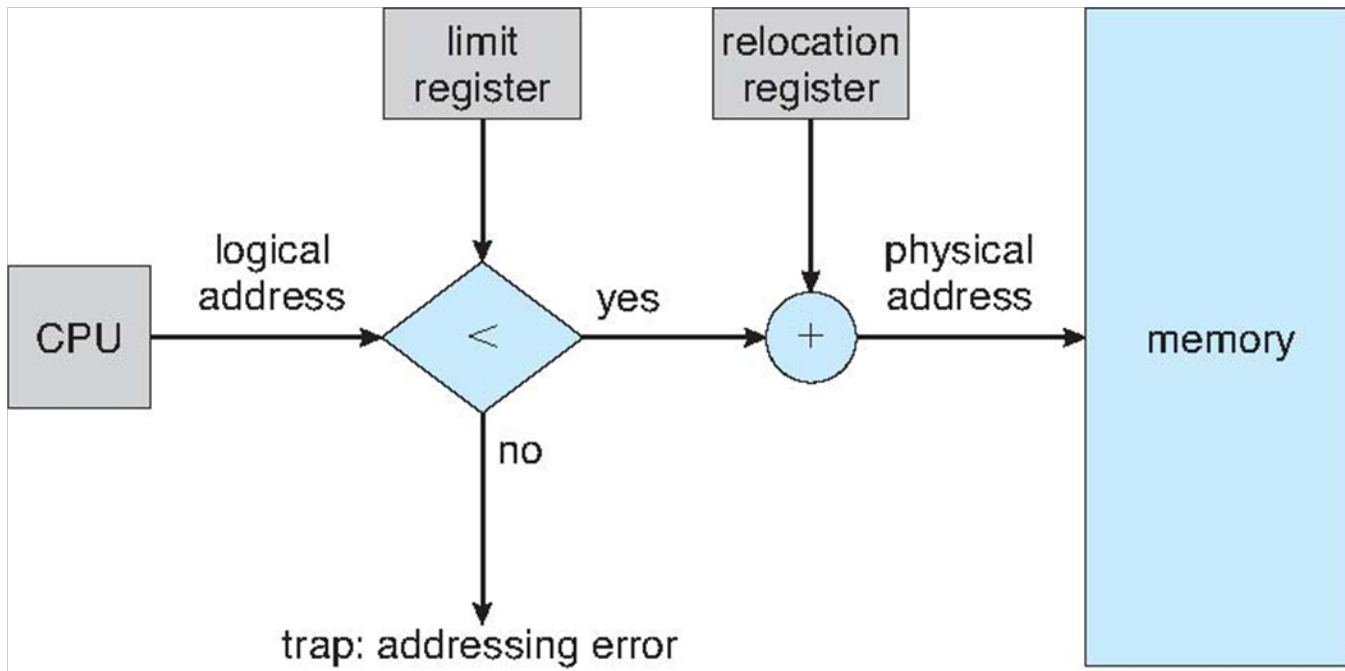 limit
register
relocation
register
logical
address
yes
physical
address
CPU
<
+
memory
no
trap: addressing error